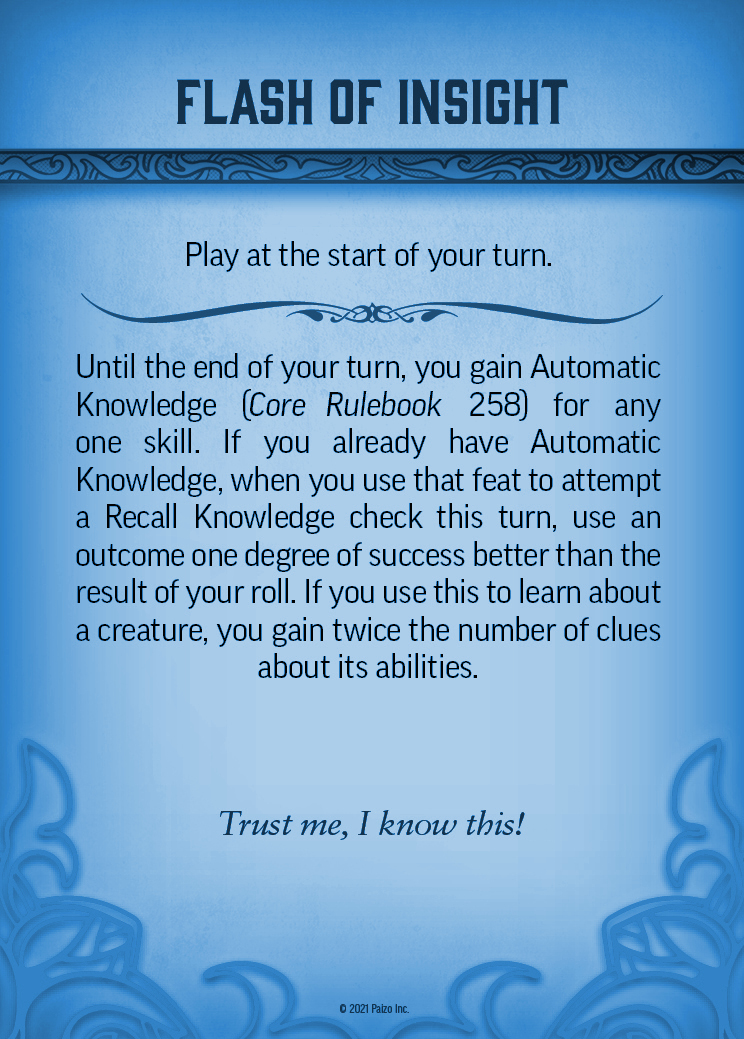 FLASH OF INSIGHT
Play at the start of your turn.
Until the end of your turn, you gain Automatic
Knowledge (Core Rulebook 258) for any
one skill. If you already have Automatic
Knowledge, when you use that feat to attempt
a Recall Knowledge check this turn, use an
outcome one degree of success better than the
result of your roll. If you use this to learn about
a creature, you gain twice the number of clues
about its abilities.
Trust me, I know this!
© 2021 Paizo Inc.